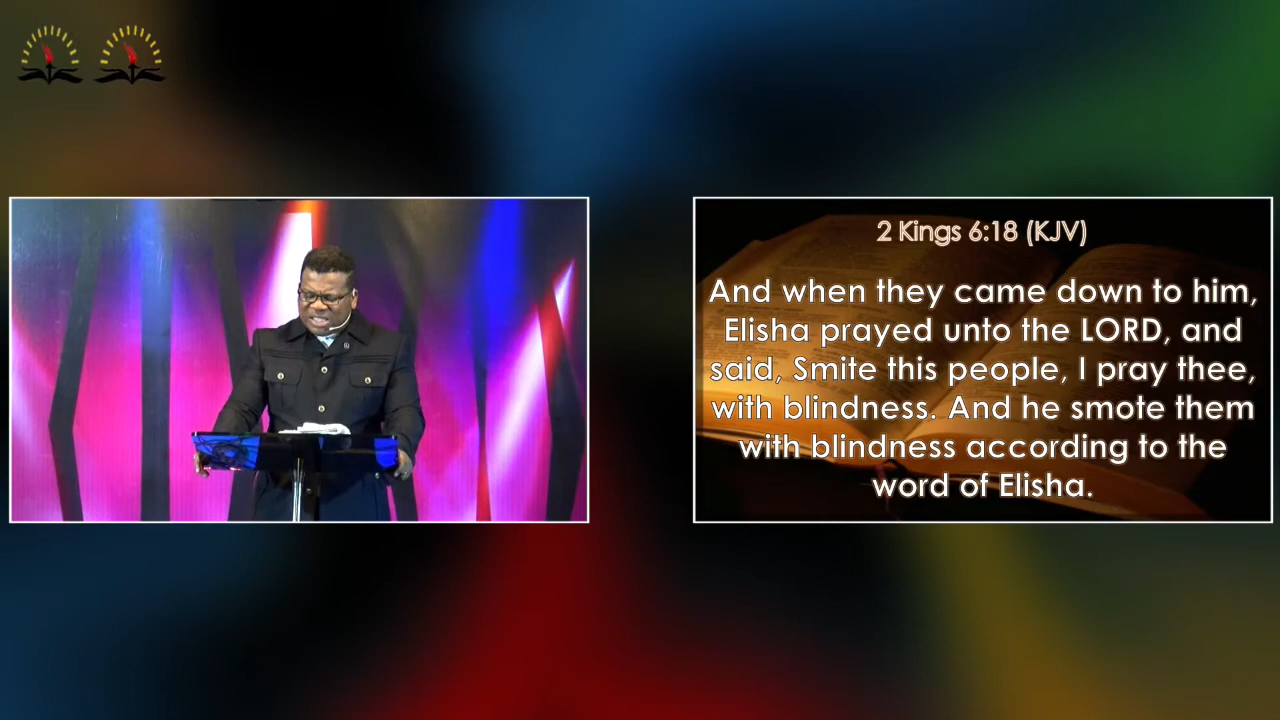 2 Kings 6:18 (KJV)
And when they came down to him,
Elisha prayed unto the LORD, and
said, Smite this people, I pray thee,
with blindness. And he smote them
with blindness according to the
word of Elisha.